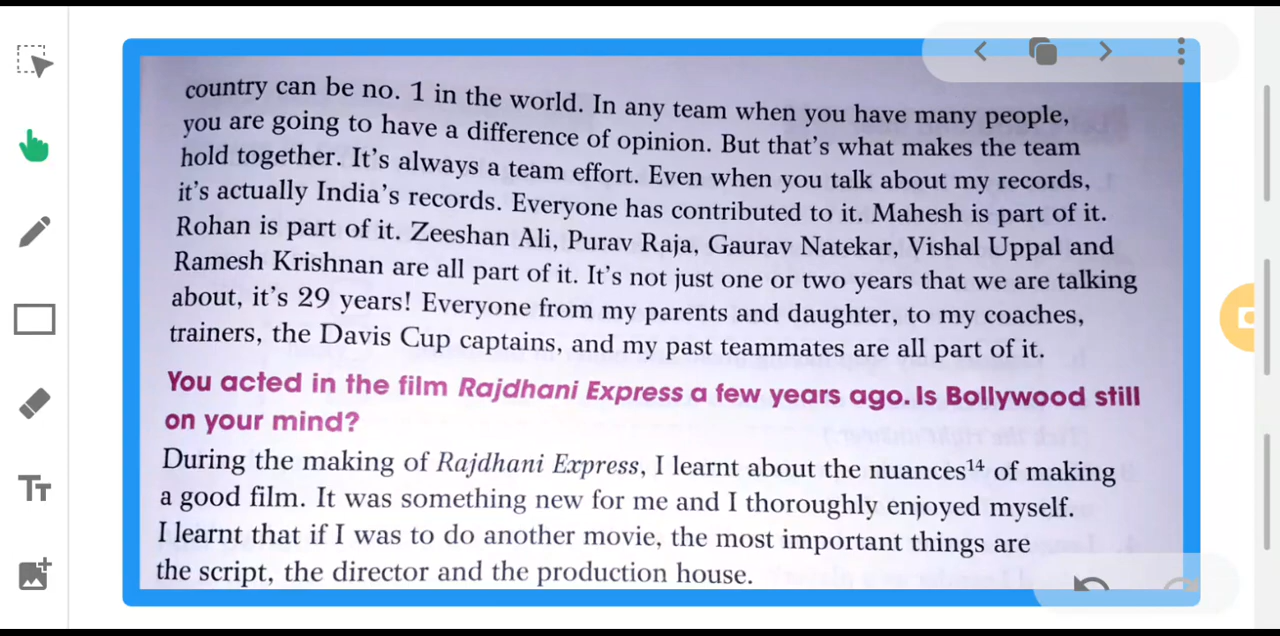 country can be no. 1 in the world. In any team when you have many people,
you are going to have a difference of opinion. But that's what makes the team
hold together. It's always a team effort. Even when you talk about my records,
it's actually India's records. Everyone has contributed to it. Mahesh is part of it.
Rohan is part of it. Zeeshan Ali, Purav Raja, Gaurav Natekar, Vishal Uppal and
Ramesh Krishnan are all part of it. It's not just one or two years that we are talking
about, it's 29 years! Everyone from my parents and daughter, to my coaches,
trainers, the Davis Cup captains, and my past teammates are all part of it.
You acted in the film Rajdhani Express a few years ago. Is Bollywood still
on your mind?
During the making of Rajdhani Express, I learnt about the nuances¹⁴ of making
a good film. It was something new for me and I thoroughly enjoyed myself.
I learnt that if I was to do another movie, the most important things are
the script, the director and the production house.
TT